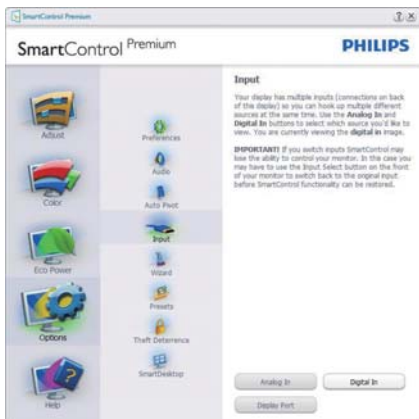 SmartControl Premium
SmartControl Premium
PHILIPS
Adjust
Color
Eco Power
Options
Help
Preferences
Audio
Auto Pivot
Input
Wizard
Presets
Theft Deterrence
SmartDesktop
Input
Your display has multiple inputs (connections on back
of the display) so you can hook up multiple different
sources at the same time. Use the Analog In and
Digital In buttons to select which source you'd like to
view. You are currently viewing the digital in image.
IMPORTANT! If you switch inputs SmartControl may
lose the ability to control your monitor. In this case you
may have to use the Input Select button on the front
of your monitor to switch back to the original input
before SmartControl functionality can be restored.
Analog In
Digital In
Display Port